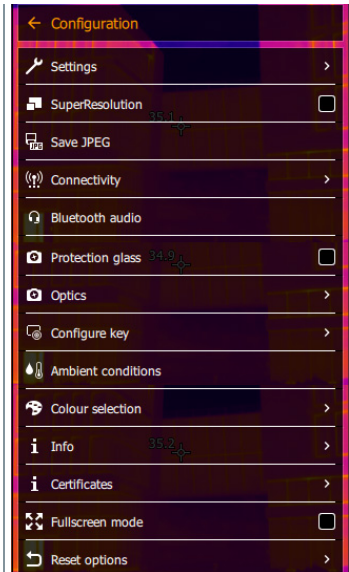 Configuration
Settings
SuperResolution
35.1
Save JPEG
Connectivity
Bluetooth audio
Protection glass
34.9
Optics
Configure key
Ambient conditions
Colour selection
Info
35.2
Certificates
Fullscreen mode
Reset options